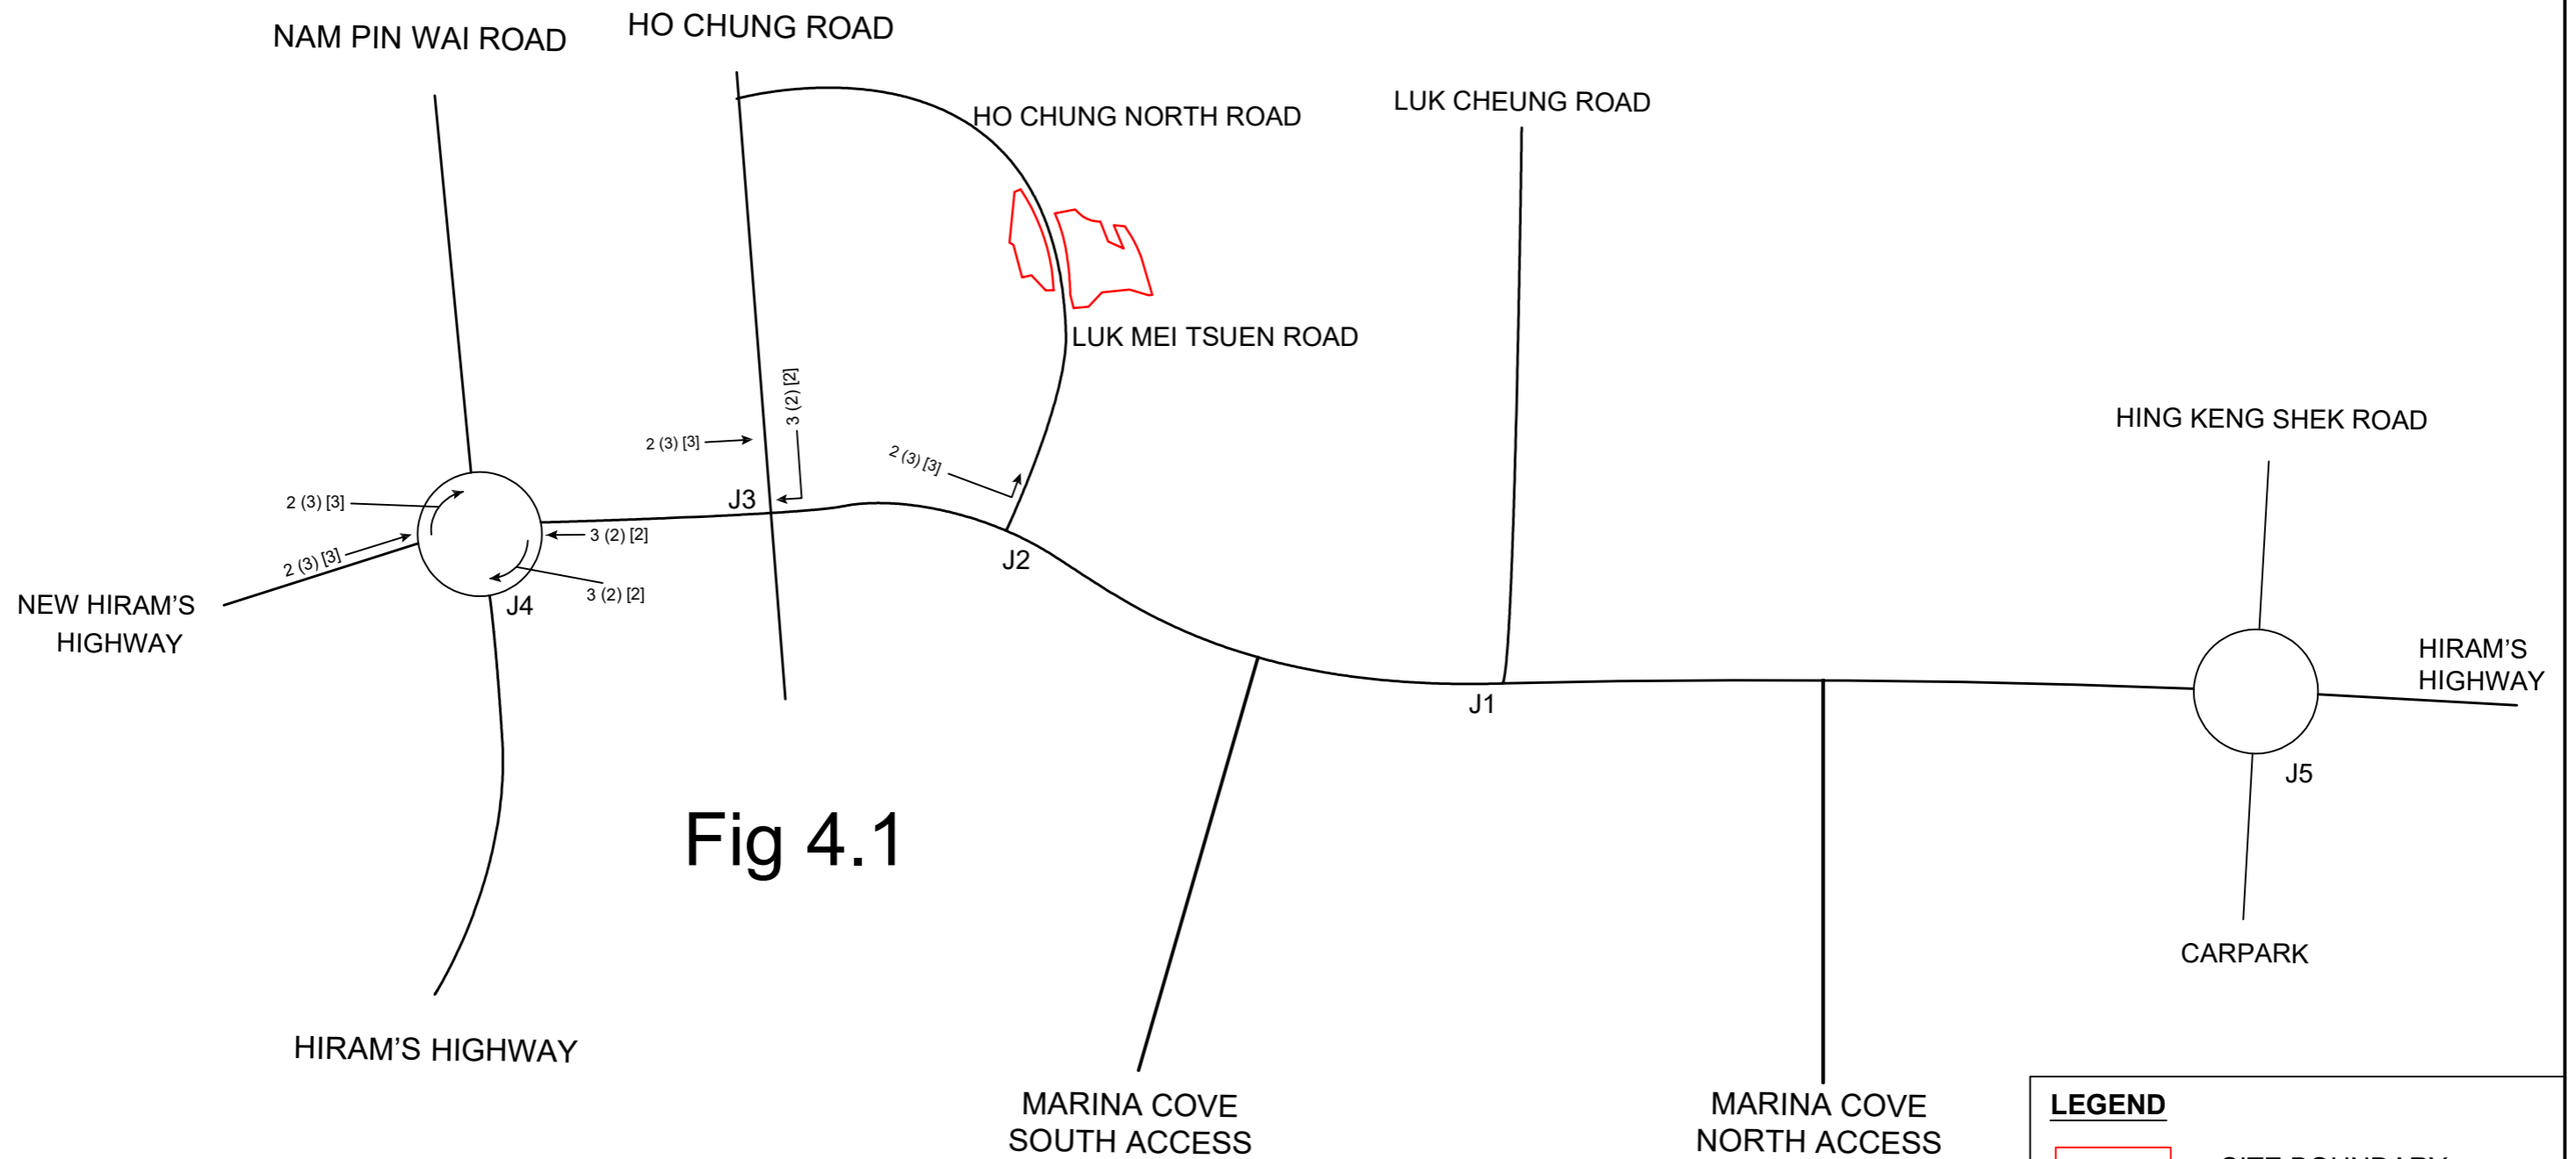 HO CHUNG ROAD
NAM PIN WAI ROAD
LUK CHEUNG ROAD
HO CHUNG NORTH ROAD
LUK MEI TSUEN ROAD
3 (2) [2]
HING KENG SHEK ROAD
2 (3) [3]
2 (3) [3]
J3
2 (3) [3]
3 (2) [2]
2 (3) [3]
J2
3 (2) [2]
J4
NEW HIRAM'S
HIGHWAY
HIRAM'S
HIGHWAY
J1
J5
Fig 4.1
CARPARK
HIRAM'S HIGHWAY
MARINA COVE
SOUTH ACCESS
MARINA COVE
NORTH ACCESS
LEGEND
SITE BOUNDARY